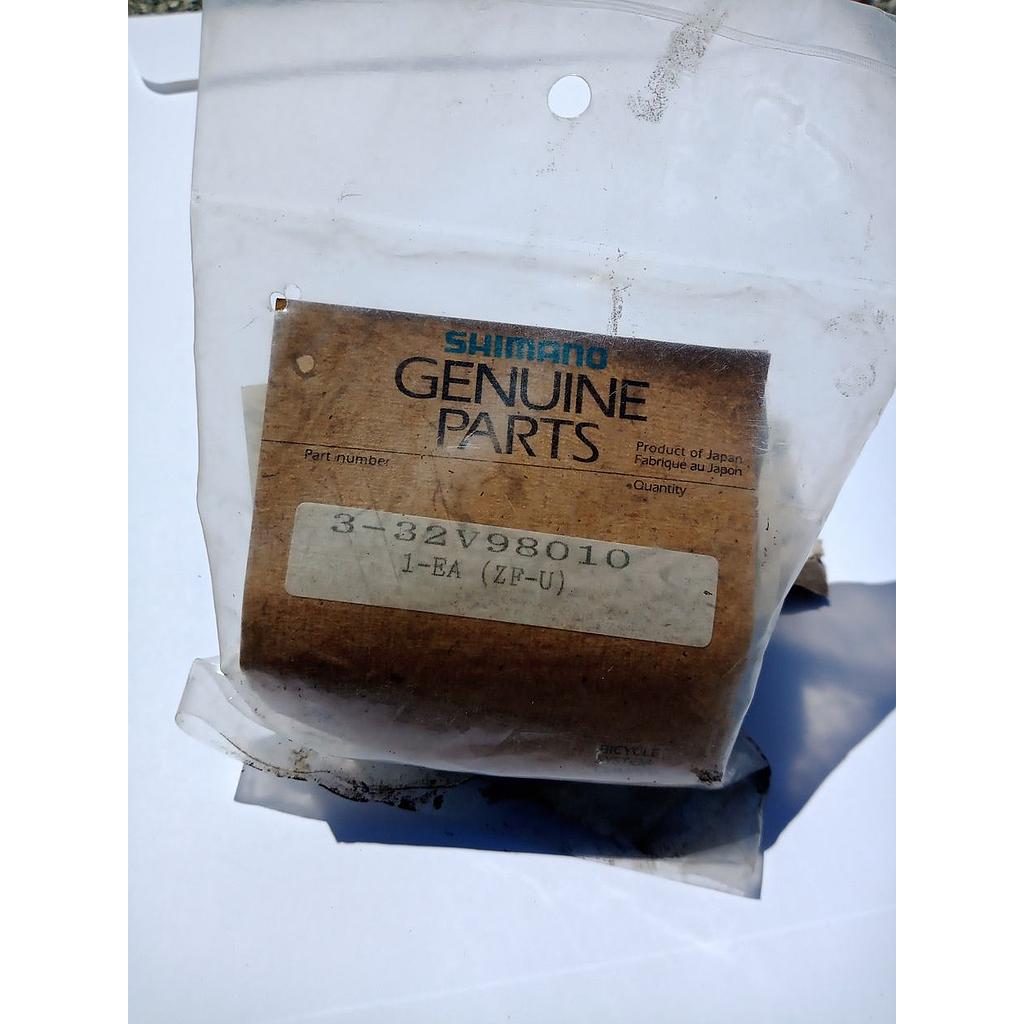 SHIMANO
GENUINE
PARTS
Product of Japan
Fabriqué au Japon
Part number
Quantity
3-32V98010
1-EA (ZF-U)
BICYCLE